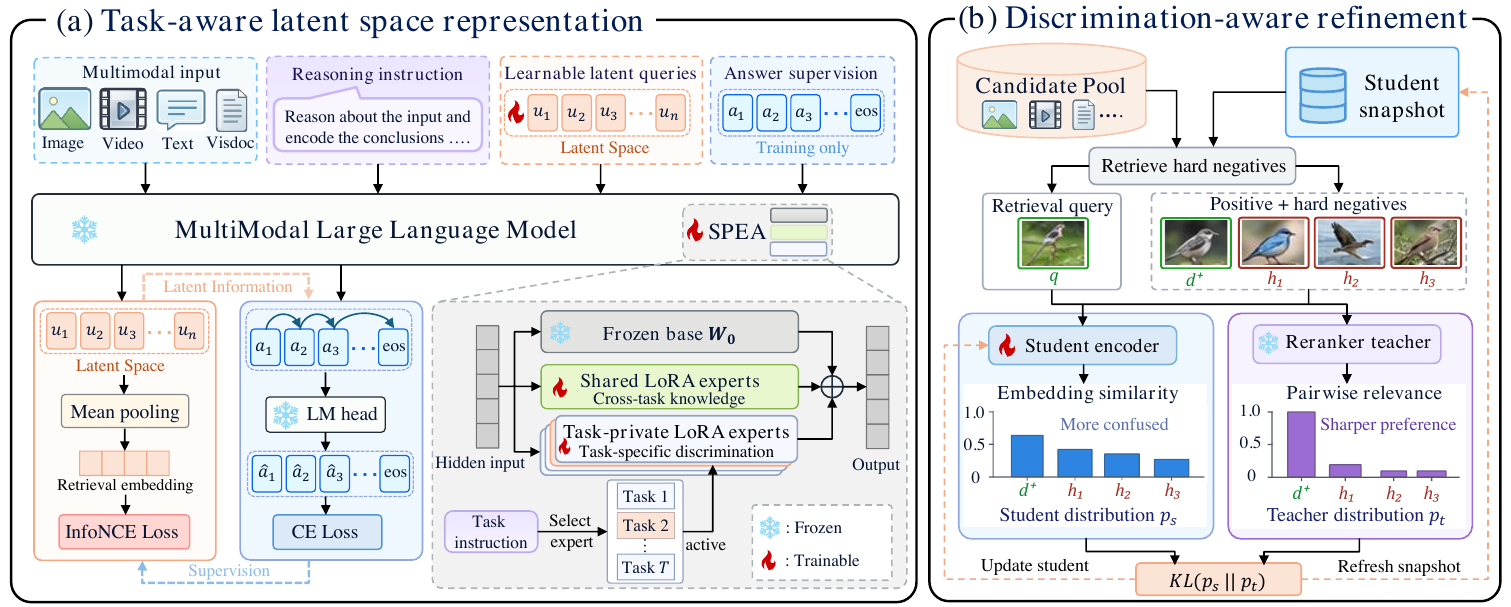 (a) Task-aware latent space representation
Multimodal input
Image Video Text Visdoc
Reasoning instruction
Reason about the input and
encode the conclusions ....
Learnable latent queries
u₁ u₂ u₃ ... uₙ
Latent Space
Answer supervision
a₁ a₂ a₃ ... eos
Training only
MultiModal Large Language Model
SPEA
Latent Information
u₁ u₂ u₃ ... uₙ
Latent Space
Mean pooling
Retrieval embedding
InfoNCE Loss
a₁ a₂ a₃ ... eos
LM head
â₁ â₂ â₃ ... eos
CE Loss
Supervision
Hidden input
Frozen base W₀
Shared LoRA experts
Cross-task knowledge
Task-private LoRA experts
Task-specific discrimination
Output
Task
instruction
Select
expert
Task 1
Task 2
⋮
Task T
active
: Frozen
: Trainable
(b) Discrimination-aware refinement
Candidate Pool
....
Student
snapshot
Retrieve hard negatives
Retrieval query
q
Positive + hard negatives
d⁺ h₁ h₂ h₃
Student encoder
Embedding similarity
1.0
More confused
0.5
0
d⁺ h₁ h₂ h₃
Student distribution pₛ
Reranker teacher
Pairwise relevance
1.0
Sharper preference
0.5
0
d⁺ h₁ h₂ h₃
Teacher distribution pₜ
Update student
KL(pₛ || pₜ)
Refresh snapshot